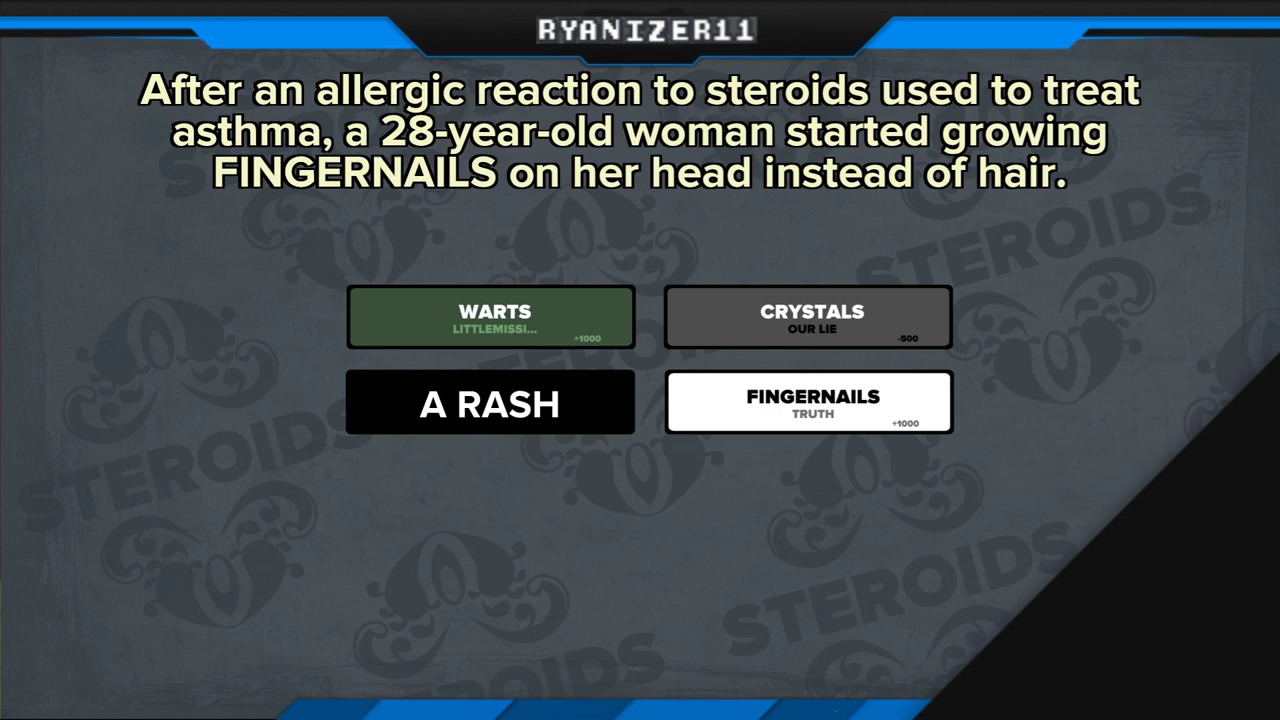 RYANIZER11
After an allergic reaction to steroids used to treat
asthma, a 28-year-old woman started growing
FINGERNAILS on her head instead of hair.
STEROIDS
WARTS
LITTLEMISSI...
+1000
CRYSTALS
OUR LIE
-500
A RASH
FINGERNAILS
TRUTH
+1000
STEROIDS
STEROIDS
STEROIDS